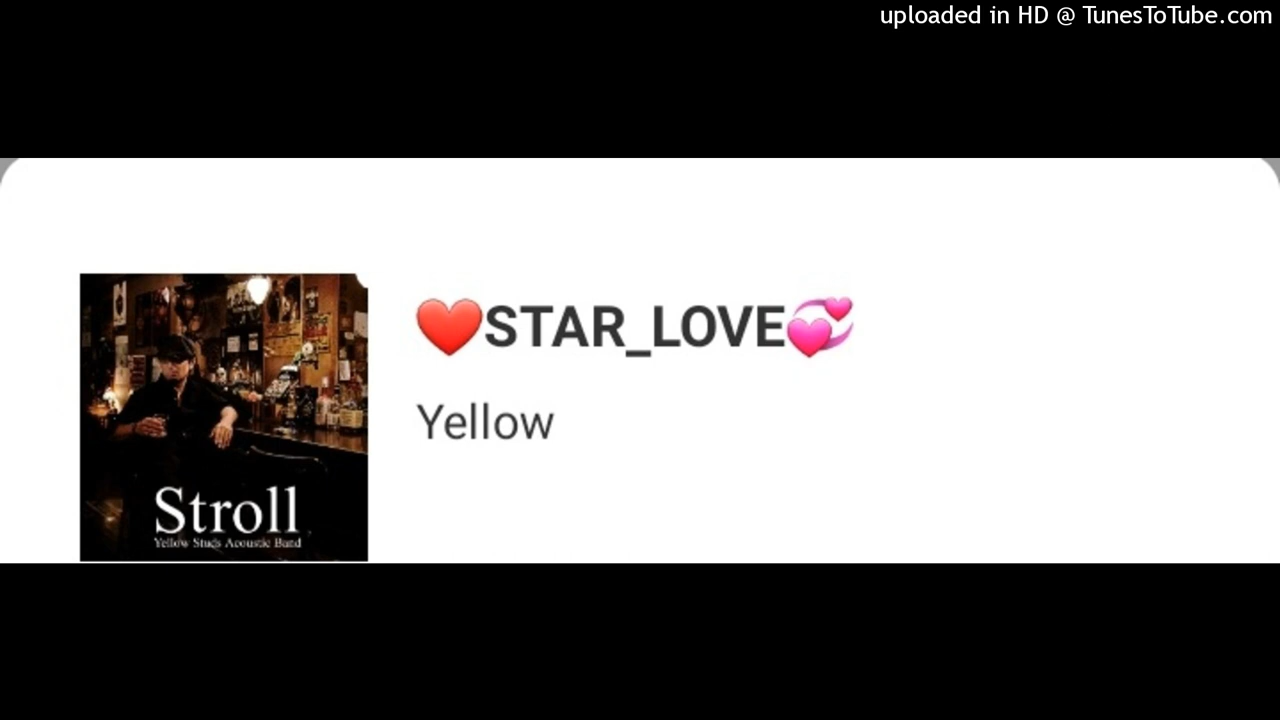 uploaded in HD @ TunesToTube.com
❤️STAR_LOVE💞
Yellow
Stroll
Yellow Studs Acoustic Band